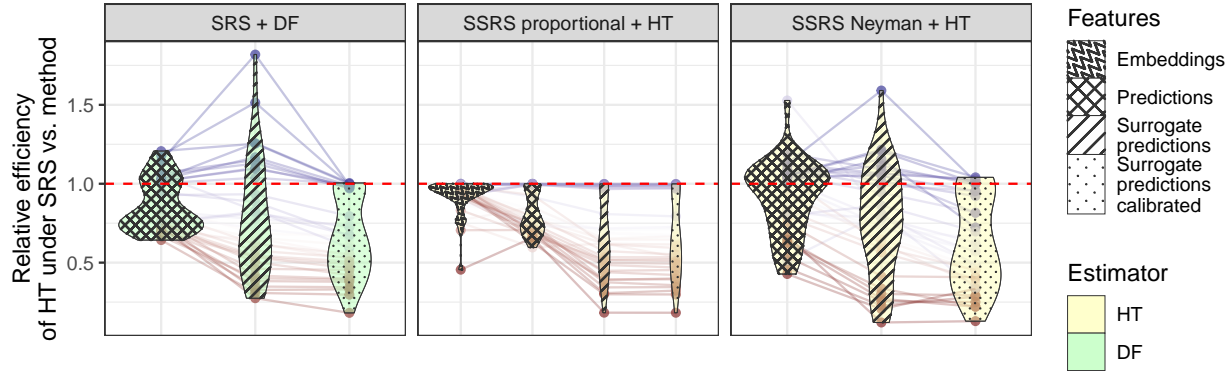 SRS + DF
SSRS proportional + HT
SSRS Neyman + HT
Relative efficiency
of HT under SRS vs. method
1.5
1.0
0.5
Features
Embeddings
Predictions
Surrogate
predictions
Surrogate
predictions
calibrated
Estimator
HT
DF